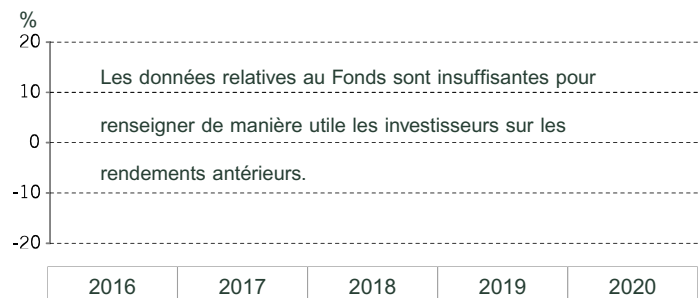 %
20
Les données relatives au Fonds sont insuffisantes pour
10
renseigner de manière utile les investisseurs sur les
0
rendements antérieurs.
-10
-20
2016 2017 2018 2019 2020